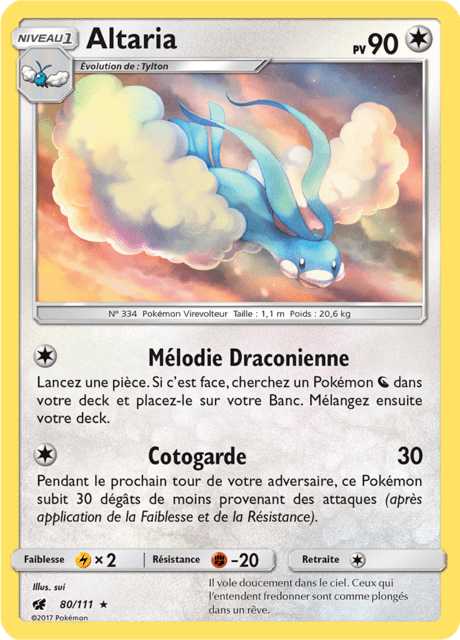 NIVEAU 1
Altaria
PV 90
Évolution de : Tylton
N° 334 Pokémon Virevolteur Taille : 1,1 m Poids : 20,6 kg
Mélodie Draconienne
Lancez une pièce. Si c'est face, cherchez un Pokémon dans
votre deck et placez-le sur votre Banc. Mélangez ensuite
votre deck.
Cotogarde 30
Pendant le prochain tour de votre adversaire, ce Pokémon
subit 30 dégâts de moins provenant des attaques (après
application de la Faiblesse et de la Résistance).
Faiblesse ×2 Résistance -20 Retraite
Illus. sui
80/111 ★
©2017 Pokémon
Il vole doucement dans le ciel. Ceux qui
l'entendent fredonner sont comme plongés
dans un rêve.